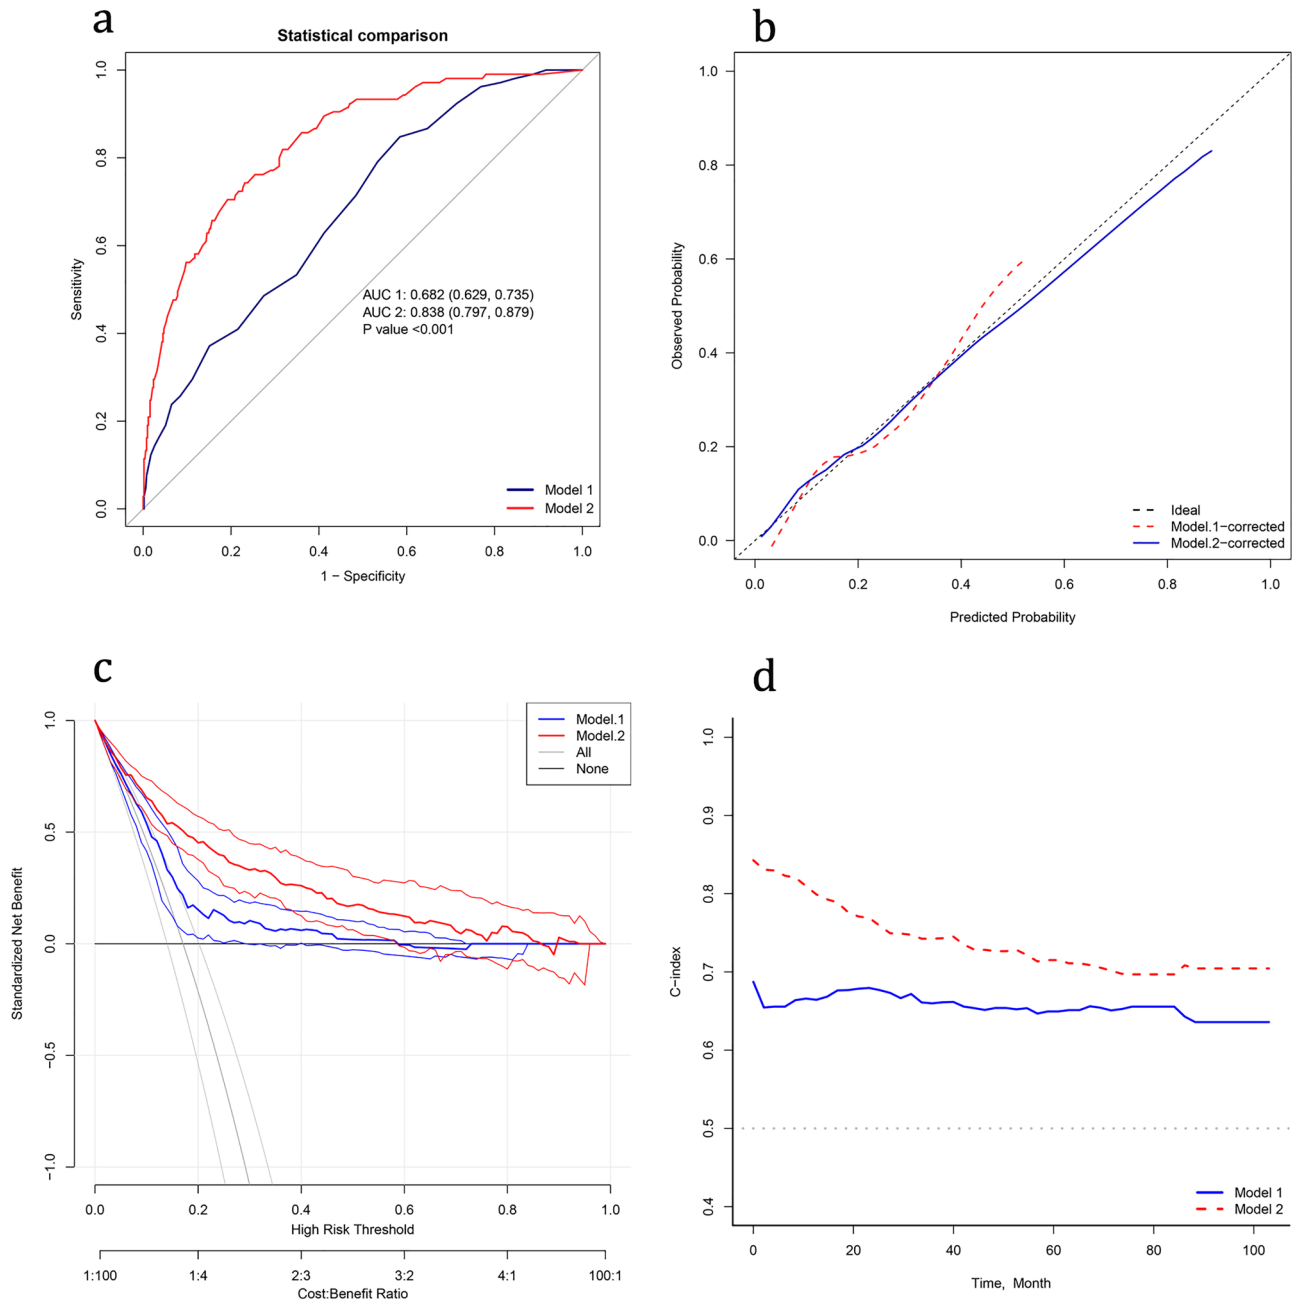 a
Statistical comparison
1.0
0.8
0.6
0.4
0.2
0.0
Sensitivity
AUC 1: 0.682 (0.629, 0.735)
AUC 2: 0.838 (0.797, 0.879)
P value <0.001
Model 1
Model 2
0.0 0.2 0.4 0.6 0.8 1.0
1 − Specificity
b
1.0
0.8
0.6
0.4
0.2
0.0
Observed Probability
Ideal
Model.1−corrected
Model.2−corrected
0.0 0.2 0.4 0.6 0.8 1.0
Predicted Probability
c
1.0
0.5
0.0
−0.5
−1.0
Standardized Net Benefit
Model.1
Model.2
All
None
0.0 0.2 0.4 0.6 0.8 1.0
High Risk Threshold
1:100 1:4 2:3 3:2 4:1 100:1
Cost:Benefit Ratio
d
1.0
0.9
0.8
0.7
0.6
0.5
0.4
C−index
Model 1
Model 2
0 20 40 60 80 100
Time, Month